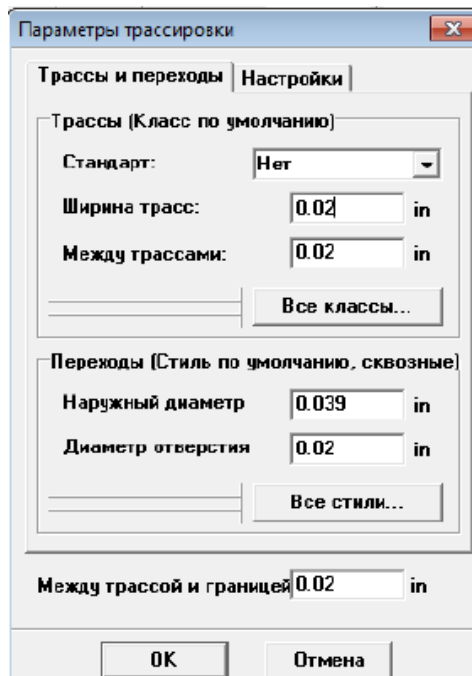 Параметры трассировки
Трассы и переходы Настройки
Трассы (Класс по умолчанию)
Стандарт: Нет
Ширина трасс: 0.02 in
Между трассами: 0.02 in
Все классы...
Переходы (Стиль по умолчанию, сквозные)
Наружный диаметр 0.039 in
Диаметр отверстия 0.02 in
Все стили...
Между трассой и границей 0.02 in
OK Отмена